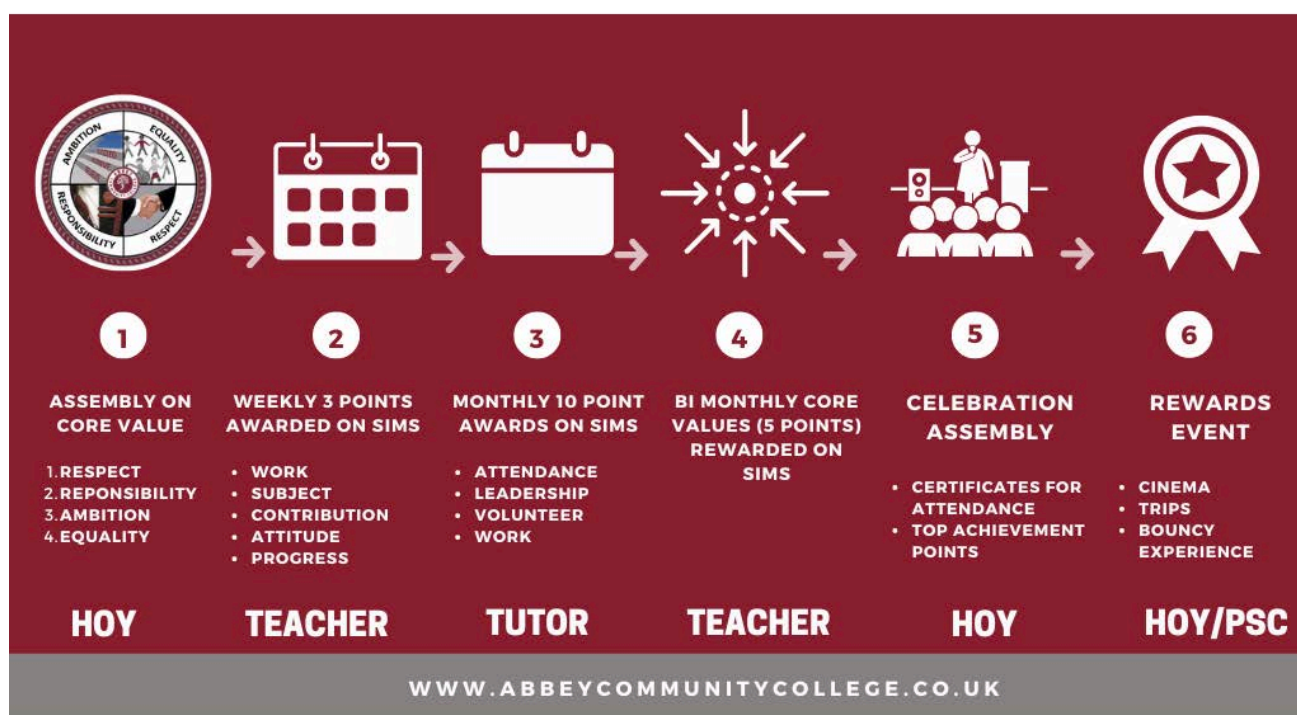 AMBITION
EQUALITY
RESPONSIBILITY
RESPECT
1
ASSEMBLY ON
CORE VALUE
1.RESPECT
2.REPONSIBILITY
3.AMBITION
4.EQUALITY
HOY
2
WEEKLY 3 POINTS
AWARDED ON SIMS
• WORK
• SUBJECT
• CONTRIBUTION
• ATTITUDE
• PROGRESS
TEACHER
3
MONTHLY 10 POINT
AWARDS ON SIMS
• ATTENDANCE
• LEADERSHIP
• VOLUNTEER
• WORK
TUTOR
4
BI MONTHLY CORE
VALUES (5 POINTS)
REWARDED ON
SIMS
TEACHER
5
CELEBRATION
ASSEMBLY
• CERTIFICATES FOR
ATTENDANCE
• TOP ACHIEVEMENT
POINTS
HOY
6
REWARDS
EVENT
• CINEMA
• TRIPS
• BOUNCY
EXPERIENCE
HOY/PSC
WWW.ABBEYCOMMUNITYCOLLEGE.CO.UK